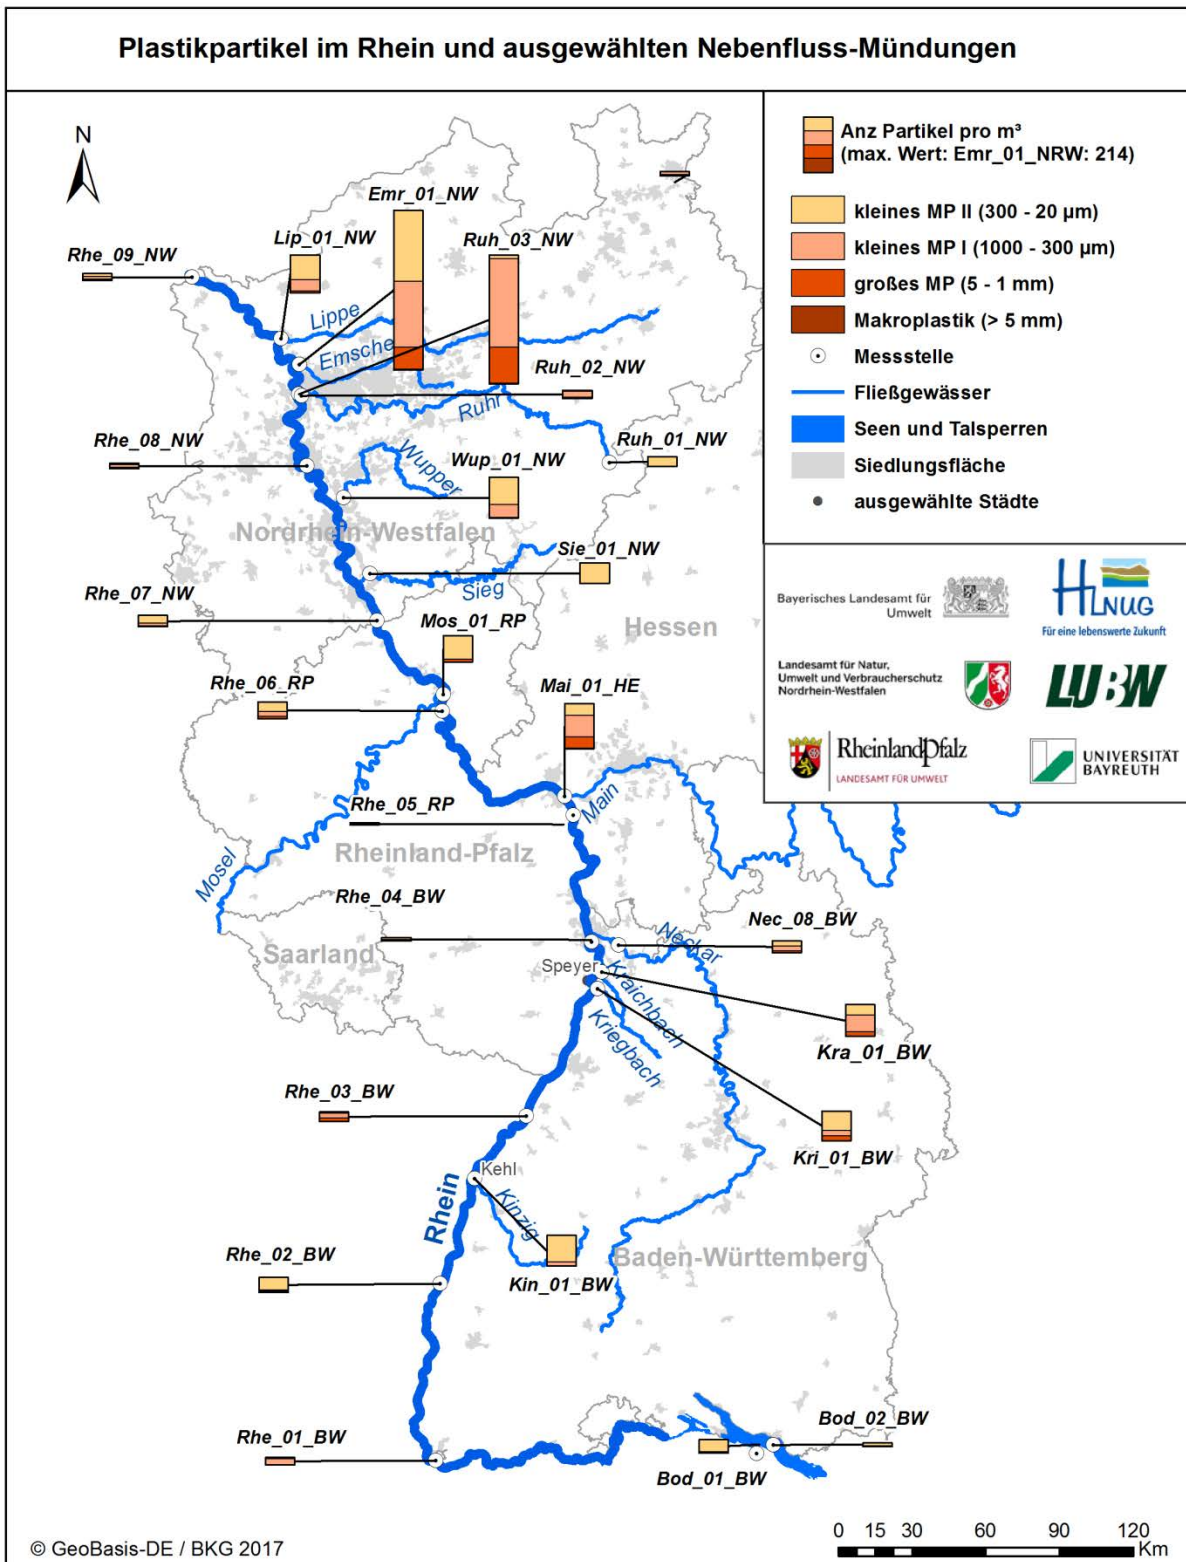 Plastikpartikel im Rhein und ausgewählten Nebenfluss-Mündungen
N
Anz Partikel pro m³
(max. Wert: Emr_01_NRW: 214)
kleines MP II (300 - 20 µm)
kleines MP I (1000 - 300 µm)
großes MP (5 - 1 mm)
Makroplastik (> 5 mm)
Messstelle
Fließgewässer
Seen und Talsperren
Siedlungsfläche
ausgewählte Städte
Bayerisches Landesamt für
Umwelt
HLNUG
Für eine lebenswerte Zukunft
Landesamt für Natur,
Umwelt und Verbraucherschutz
Nordrhein-Westfalen
LUBW
RheinlandPfalz
LANDESAMT FÜR UMWELT
UNIVERSITÄT
BAYREUTH
Emr_01_NW
Lip_01_NW
Ruh_03_NW
Rhe_09_NW
Lippe
Emsche
Ruh_02_NW
Ruhr
Rhe_08_NW
Wup_01_NW
Ruh_01_NW
Wupper
Nordrhein-Westfalen
Sie_01_NW
Sieg
Rhe_07_NW
Mos_01_RP
Hessen
Rhe_06_RP
Mai_01_HE
Rhe_05_RP
Main
Rheinland-Pfalz
Mosel
Rhe_04_BW
Nec_08_BW
Neckar
Saarland
Speyer
Kraichbach
Kra_01_BW
Kriegbach
Rhe_03_BW
Kri_01_BW
Kehl
Rhein
Kinzig
Rhe_02_BW
Baden-Württemberg
Kin_01_BW
Rhe_01_BW
Bod_02_BW
Bod_01_BW
0 15 30 60 90 120
Km
© GeoBasis-DE / BKG 2017